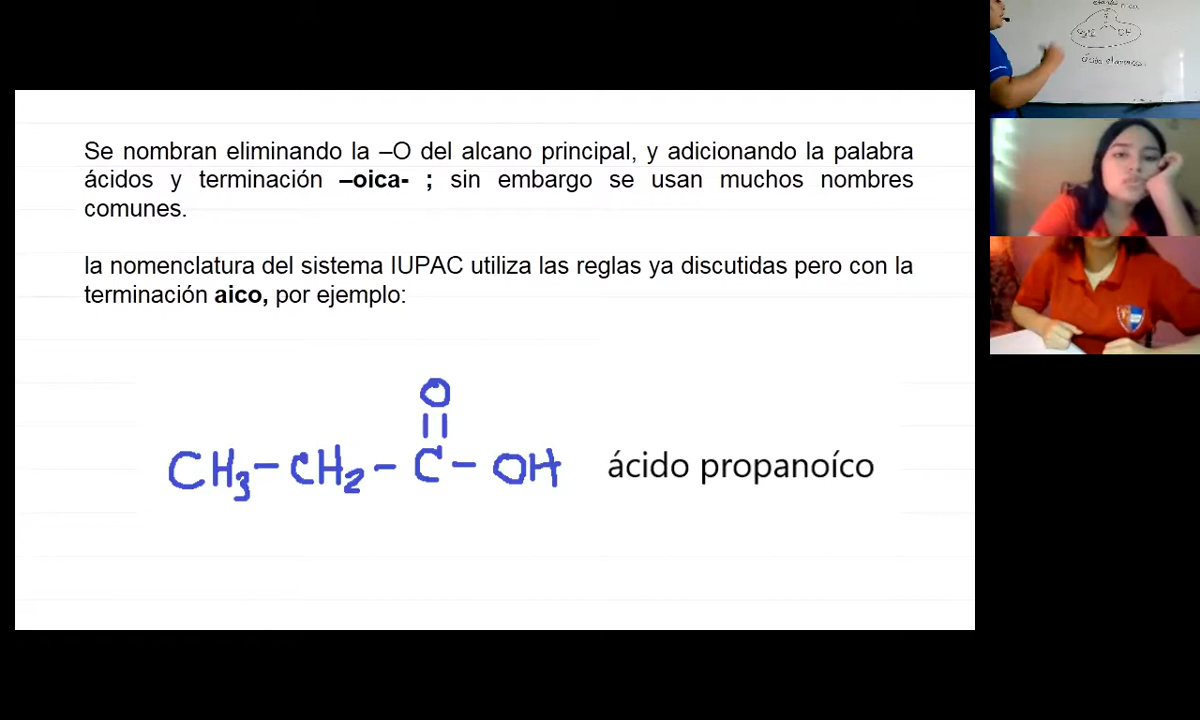 Se nombran eliminando la –O del alcano principal, y adicionando la palabra
ácidos y terminación –oica- ; sin embargo se usan muchos nombres
comunes.
la nomenclatura del sistema IUPAC utiliza las reglas ya discutidas pero con la
terminación aico, por ejemplo:
O
CH3-CH2-C-OH ácido propanoíco
OH